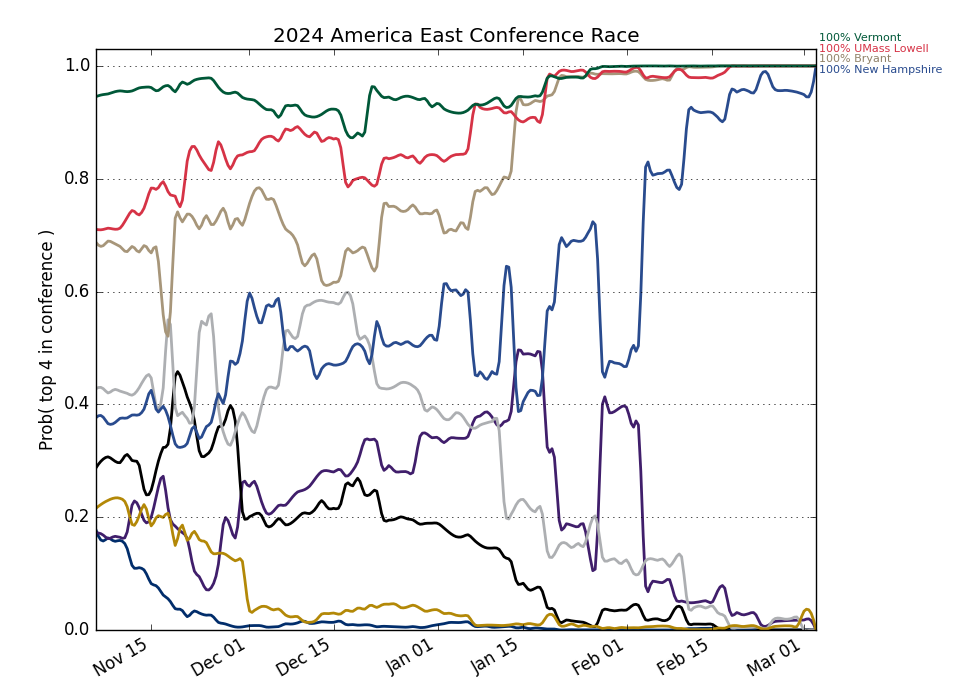 2024 America East Conference Race
100% Vermont
100% UMass Lowell
100% Bryant
100% New Hampshire
Prob( top 4 in conference )
1.0
0.8
0.6
0.4
0.2
0.0
Nov 15
Dec 01
Dec 15
Jan 01
Jan 15
Feb 01
Feb 15
Mar 01